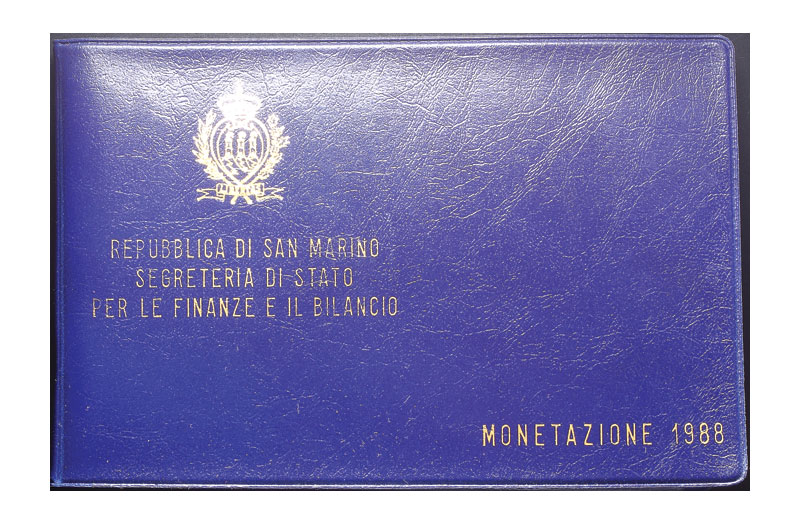 REPUBBLICA DI SAN MARINO
SEGRETERIA DI STATO
PER LE FINANZE E IL BILANCIO
MONETAZIONE 1988